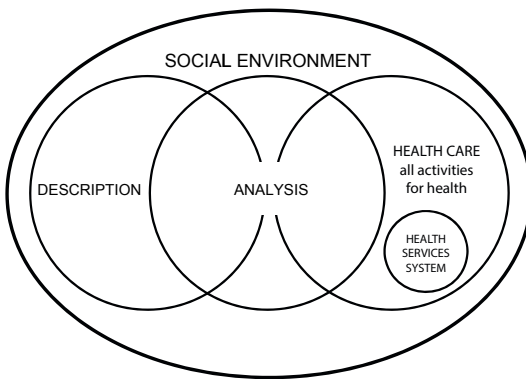 SOCIAL ENVIRONMENT
DESCRIPTION
ANALYSIS
HEALTH CARE
all activities
for health
HEALTH
SERVICES
SYSTEM